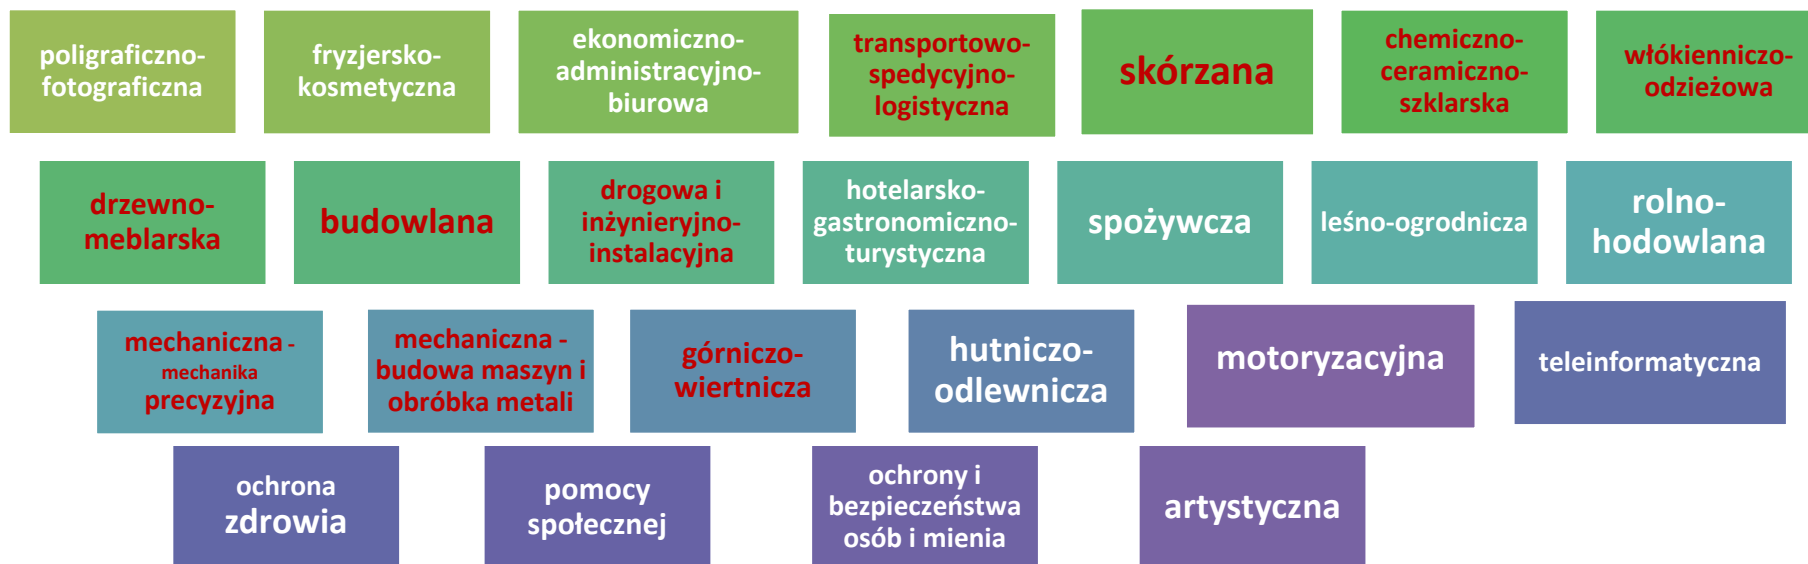 poligraficzno-
fotograficzna
fryzjersko-
kosmetyczna
ekonomiczno-
administracyjno-
biurowa
transportowo-
spedycyjno-
logistyczna
skórzana
chemiczno-
ceramiczno-
szklarska
włókienniczo-
odzieżowa
drzewno-
meblarska
budowlana
drogowa i
inżynieryjno-
instalacyjna
hotelarsko-
gastronomiczno-
turystyczna
spożywcza
leśno-ogrodnicza
rolno-
hodowlana
mechaniczna -
mechanika
precyzyjna
mechaniczna -
budowa maszyn i
obróbka metali
górniczo-
wiertnicza
hutniczo-
odlewnicza
motoryzacyjna
teleinformatyczna
ochrona
zdrowia
pomocy
społecznej
ochrony i
bezpieczeństwa
osób i mienia
artystyczna